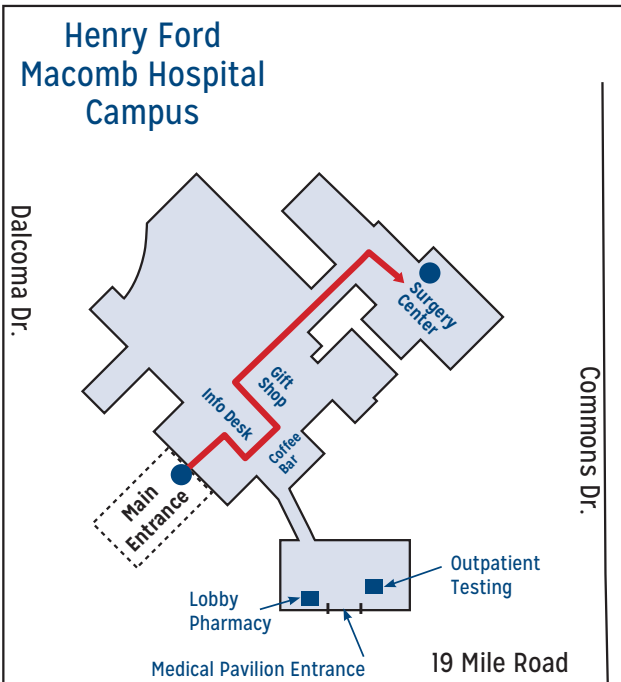 Henry Ford
Macomb Hospital
Campus
Dalcoma Dr.
Surgery
Center
Gift
Shop
Info Desk
Coffee
Bar
Main
Entrance
Commons Dr.
Outpatient
Testing
Lobby
Pharmacy
Medical Pavilion Entrance
19 Mile Road